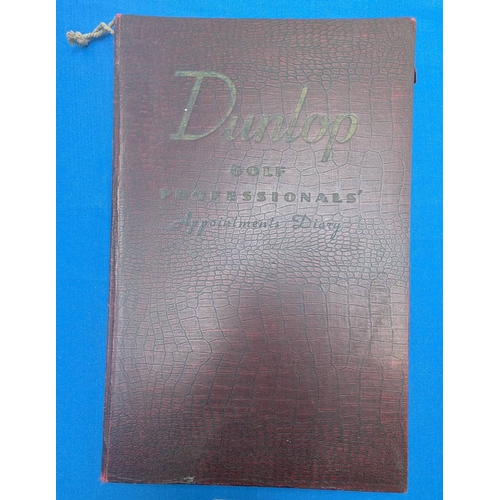 Dunlop
GOLF
PROFESSIONALS'
Appointments Diary